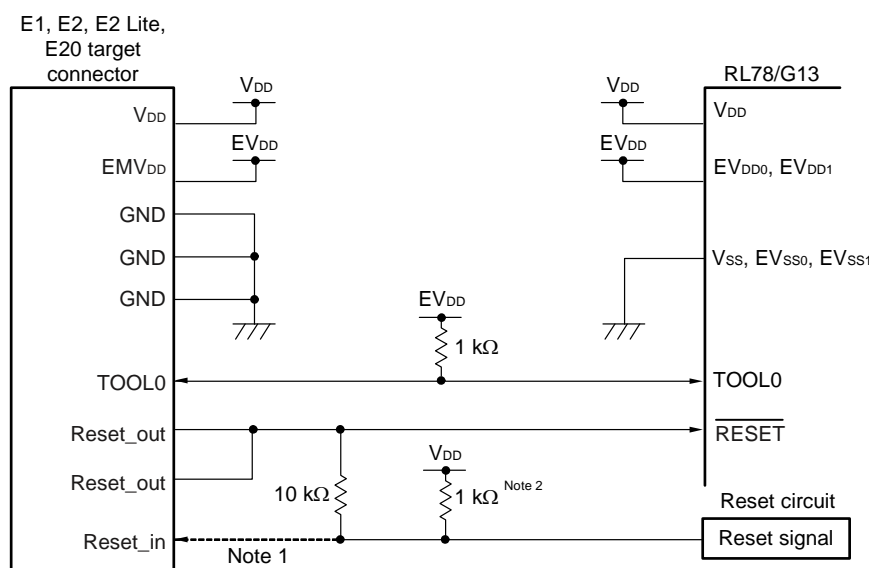 E1, E2, E2 Lite,
E20 target
connector
RL78/G13
VDD
VDD
VDD
VDD
EVDD
EVDD
EMVDD
EVDD0, EVDD1
GND
GND
VSS, EVSS0, EVSS1
GND
EVDD
1 kΩ
TOOL0
TOOL0
Reset_out
RESET
VDD
Reset_out
10 kΩ
1 kΩ Note 2
Reset circuit
Reset_in
Note 1
Reset signal